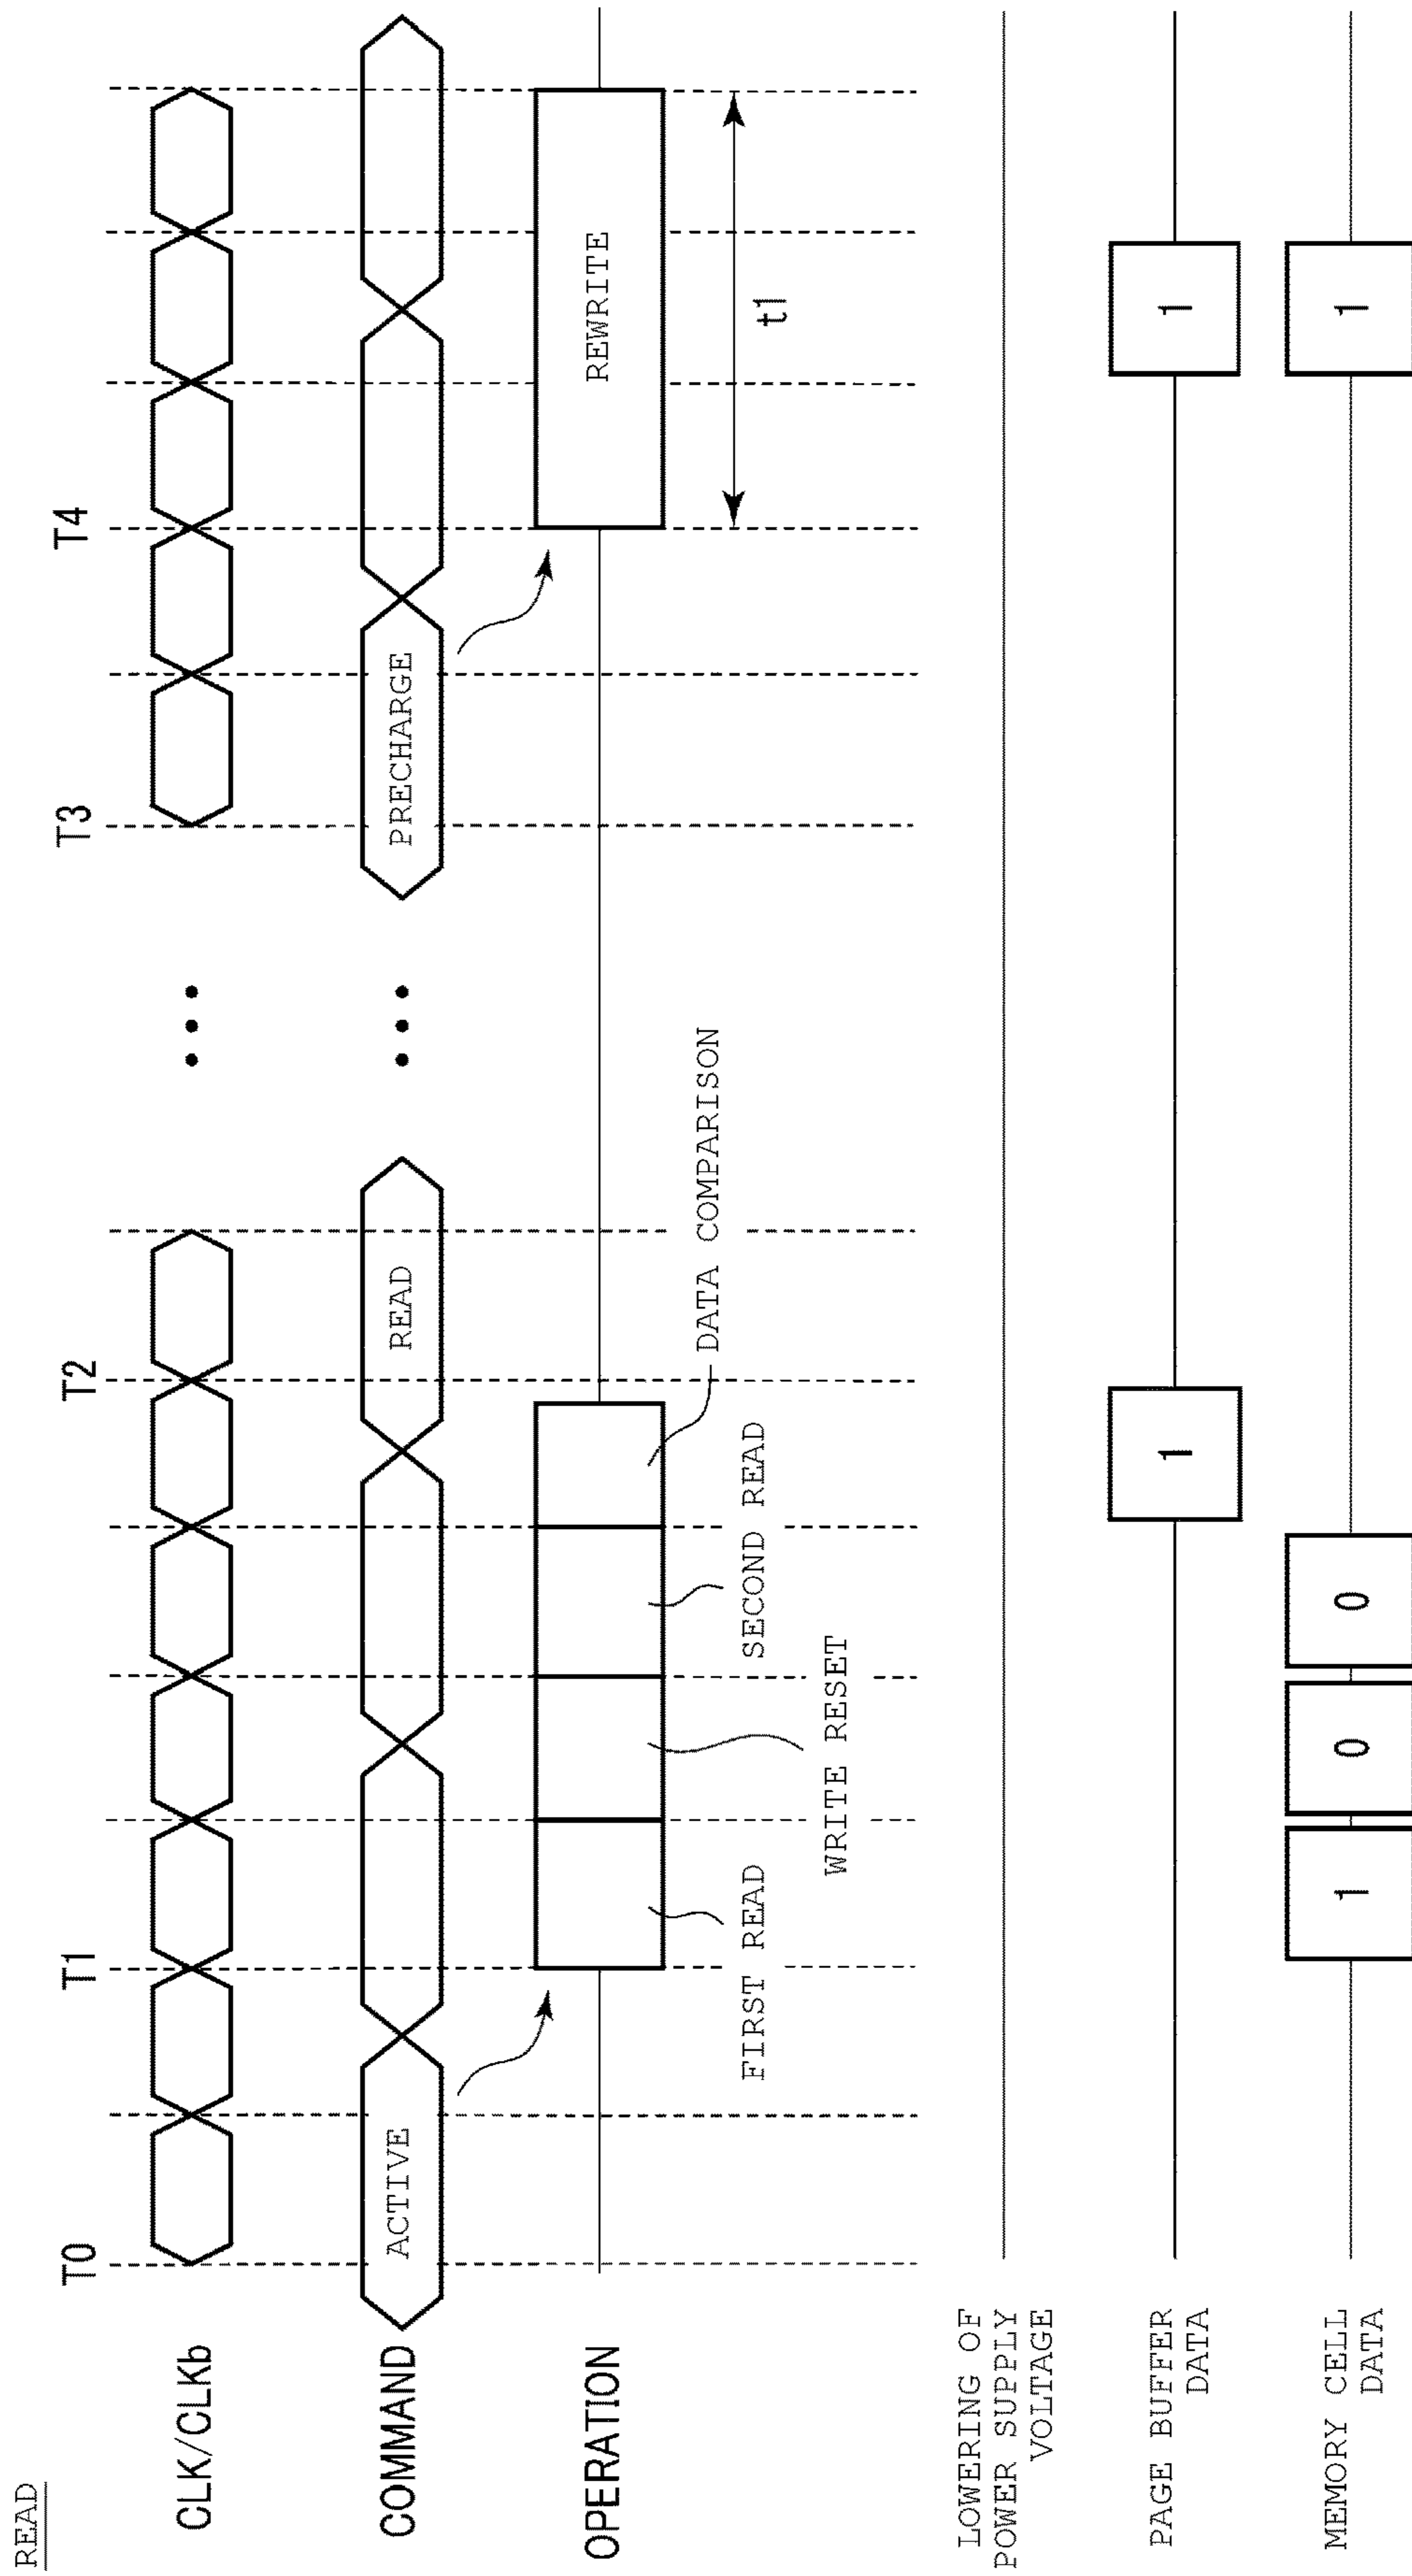 READ
T0
T1
T2
T3
T4
CLK/CLKb
COMMAND
ACTIVE
READ
PRECHARGE
OPERATION
REWRITE
t1
FIRST READ
WRITE RESET
SECOND READ
DATA COMPARISON
LOWERING OF
POWER SUPPLY
VOLTAGE
PAGE BUFFER
DATA
1
1
MEMORY CELL
DATA
1
0
0
1